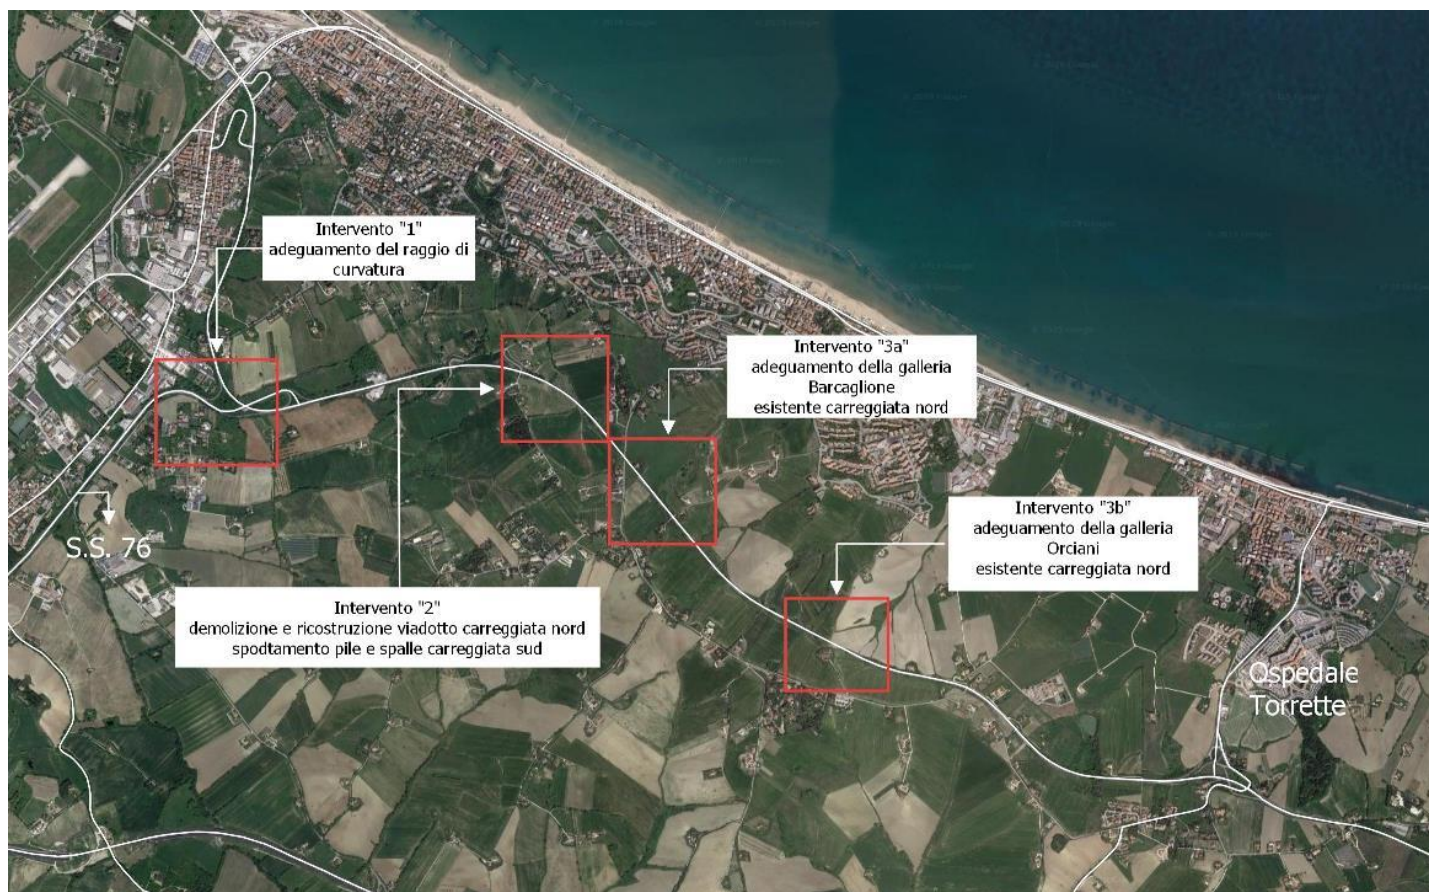 Intervento "1"
adeguamento del raggio di
curvatura
Intervento "3a"
adeguamento della galleria
Barcaglione
esistente carreggiata nord
Intervento "3b"
adeguamento della galleria
Orciani
esistente carreggiata nord
S.S. 76
Intervento "2"
demolizione e ricostruzione viadotto carreggiata nord
spodtamento pile e spalle carreggiata sud
Ospedale
Torrette